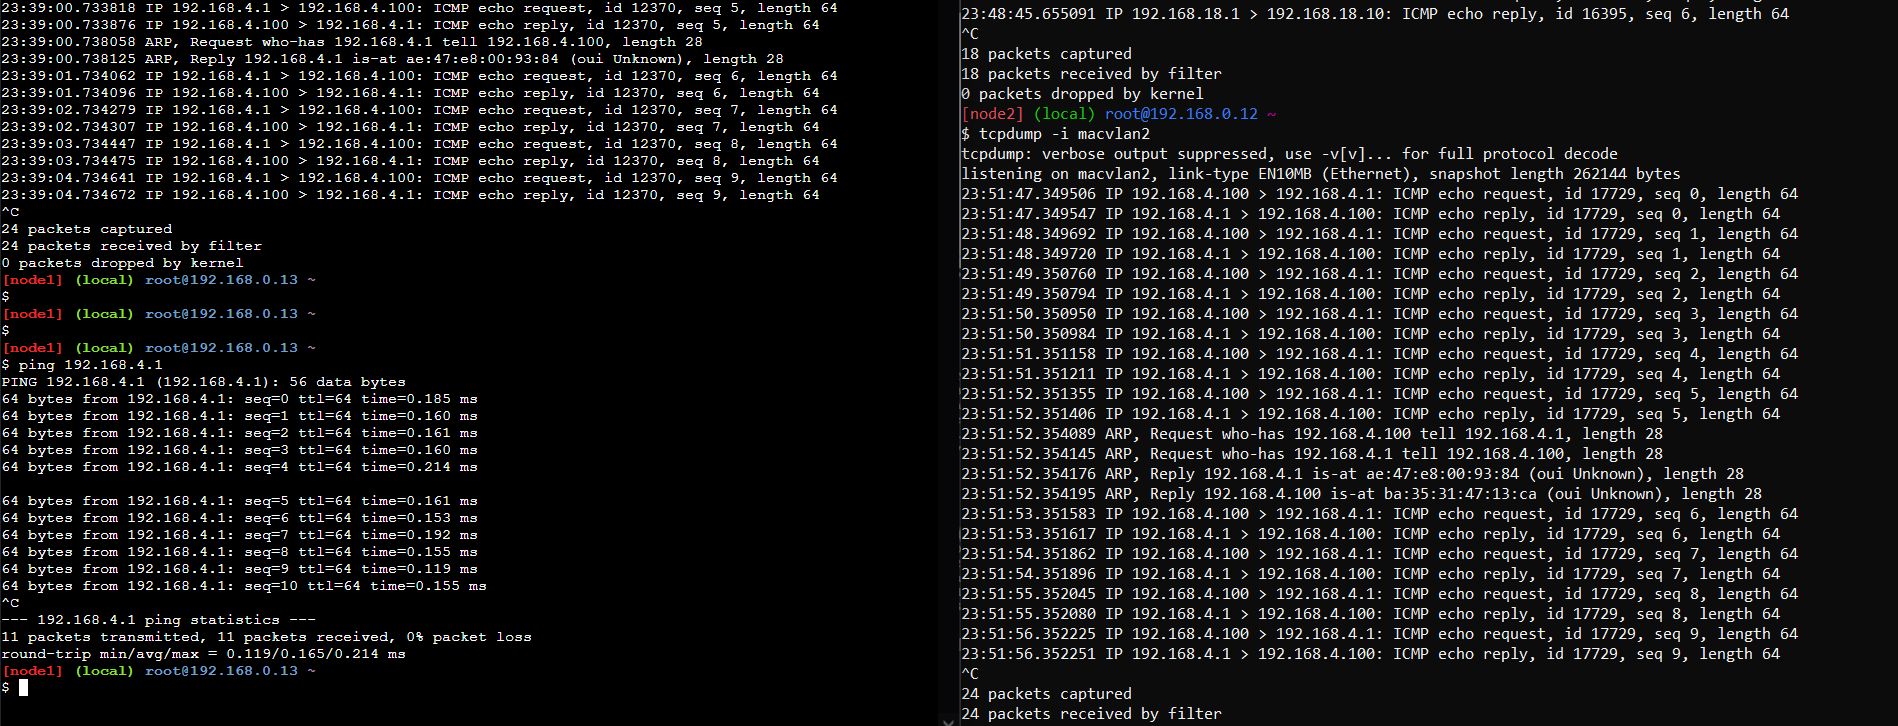 23:39:00.733818 IP 192.168.4.1 > 192.168.4.100: ICMP echo request, id 12370, seq 5, length 64
23:39:00.733876 IP 192.168.4.100 > 192.168.4.1: ICMP echo reply, id 12370, seq 5, length 64
23:39:00.738058 ARP, Request who-has 192.168.4.1 tell 192.168.4.100, length 28
23:39:00.738125 ARP, Reply 192.168.4.1 is-at ae:47:e8:00:93:84 (oui Unknown), length 28
23:39:01.734062 IP 192.168.4.1 > 192.168.4.100: ICMP echo request, id 12370, seq 6, length 64
23:39:01.734096 IP 192.168.4.100 > 192.168.4.1: ICMP echo reply, id 12370, seq 6, length 64
23:39:02.734279 IP 192.168.4.1 > 192.168.4.100: ICMP echo request, id 12370, seq 7, length 64
23:39:02.734307 IP 192.168.4.100 > 192.168.4.1: ICMP echo reply, id 12370, seq 7, length 64
23:39:03.734447 IP 192.168.4.1 > 192.168.4.100: ICMP echo request, id 12370, seq 8, length 64
23:39:03.734475 IP 192.168.4.100 > 192.168.4.1: ICMP echo reply, id 12370, seq 8, length 64
23:39:04.734641 IP 192.168.4.1 > 192.168.4.100: ICMP echo request, id 12370, seq 9, length 64
23:39:04.734672 IP 192.168.4.100 > 192.168.4.1: ICMP echo reply, id 12370, seq 9, length 64
^C
24 packets captured
24 packets received by filter
0 packets dropped by kernel
[node1] (local) root@192.168.0.13 ~
$
[node1] (local) root@192.168.0.13 ~
$
[node1] (local) root@192.168.0.13 ~
$ ping 192.168.4.1
PING 192.168.4.1 (192.168.4.1): 56 data bytes
64 bytes from 192.168.4.1: seq=0 ttl=64 time=0.185 ms
64 bytes from 192.168.4.1: seq=1 ttl=64 time=0.160 ms
64 bytes from 192.168.4.1: seq=2 ttl=64 time=0.161 ms
64 bytes from 192.168.4.1: seq=3 ttl=64 time=0.160 ms
64 bytes from 192.168.4.1: seq=4 ttl=64 time=0.214 ms
64 bytes from 192.168.4.1: seq=5 ttl=64 time=0.161 ms
64 bytes from 192.168.4.1: seq=6 ttl=64 time=0.153 ms
64 bytes from 192.168.4.1: seq=7 ttl=64 time=0.192 ms
64 bytes from 192.168.4.1: seq=8 ttl=64 time=0.155 ms
64 bytes from 192.168.4.1: seq=9 ttl=64 time=0.119 ms
64 bytes from 192.168.4.1: seq=10 ttl=64 time=0.155 ms
^C
--- 192.168.4.1 ping statistics ---
11 packets transmitted, 11 packets received, 0% packet loss
round-trip min/avg/max = 0.119/0.165/0.214 ms
[node1] (local) root@192.168.0.13 ~
$
23:48:45.655091 IP 192.168.18.1 > 192.168.18.10: ICMP echo reply, id 16395, seq 6, length 64
^C
18 packets captured
18 packets received by filter
0 packets dropped by kernel
[node2] (local) root@192.168.0.12 ~
$ tcpdump -i macvlan2
tcpdump: verbose output suppressed, use -v[v]... for full protocol decode
listening on macvlan2, link-type EN10MB (Ethernet), snapshot length 262144 bytes
23:51:47.349506 IP 192.168.4.100 > 192.168.4.1: ICMP echo request, id 17729, seq 0, length 64
23:51:47.349547 IP 192.168.4.1 > 192.168.4.100: ICMP echo reply, id 17729, seq 0, length 64
23:51:48.349692 IP 192.168.4.100 > 192.168.4.1: ICMP echo request, id 17729, seq 1, length 64
23:51:48.349720 IP 192.168.4.1 > 192.168.4.100: ICMP echo reply, id 17729, seq 1, length 64
23:51:49.350760 IP 192.168.4.100 > 192.168.4.1: ICMP echo request, id 17729, seq 2, length 64
23:51:49.350794 IP 192.168.4.1 > 192.168.4.100: ICMP echo reply, id 17729, seq 2, length 64
23:51:50.350950 IP 192.168.4.100 > 192.168.4.1: ICMP echo request, id 17729, seq 3, length 64
23:51:50.350984 IP 192.168.4.1 > 192.168.4.100: ICMP echo reply, id 17729, seq 3, length 64
23:51:51.351158 IP 192.168.4.100 > 192.168.4.1: ICMP echo request, id 17729, seq 4, length 64
23:51:51.351211 IP 192.168.4.1 > 192.168.4.100: ICMP echo reply, id 17729, seq 4, length 64
23:51:52.351355 IP 192.168.4.100 > 192.168.4.1: ICMP echo request, id 17729, seq 5, length 64
23:51:52.351406 IP 192.168.4.1 > 192.168.4.100: ICMP echo reply, id 17729, seq 5, length 64
23:51:52.354089 ARP, Request who-has 192.168.4.100 tell 192.168.4.1, length 28
23:51:52.354145 ARP, Request who-has 192.168.4.1 tell 192.168.4.100, length 28
23:51:52.354176 ARP, Reply 192.168.4.1 is-at ae:47:e8:00:93:84 (oui Unknown), length 28
23:51:52.354195 ARP, Reply 192.168.4.100 is-at ba:35:31:47:13:ca (oui Unknown), length 28
23:51:53.351583 IP 192.168.4.100 > 192.168.4.1: ICMP echo request, id 17729, seq 6, length 64
23:51:53.351617 IP 192.168.4.1 > 192.168.4.100: ICMP echo reply, id 17729, seq 6, length 64
23:51:54.351862 IP 192.168.4.100 > 192.168.4.1: ICMP echo request, id 17729, seq 7, length 64
23:51:54.351896 IP 192.168.4.1 > 192.168.4.100: ICMP echo reply, id 17729, seq 7, length 64
23:51:55.352045 IP 192.168.4.100 > 192.168.4.1: ICMP echo request, id 17729, seq 8, length 64
23:51:55.352080 IP 192.168.4.1 > 192.168.4.100: ICMP echo reply, id 17729, seq 8, length 64
23:51:56.352225 IP 192.168.4.100 > 192.168.4.1: ICMP echo request, id 17729, seq 9, length 64
23:51:56.352251 IP 192.168.4.1 > 192.168.4.100: ICMP echo reply, id 17729, seq 9, length 64
^C
24 packets captured
24 packets received by filter